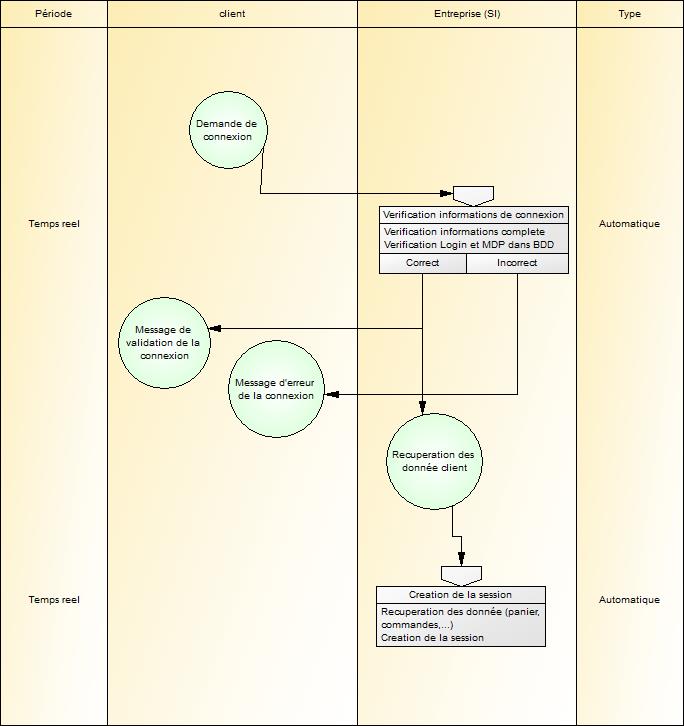 Période
client
Entreprise (SI)
Type
Demande de
connexion
Temps reel
Verification informations de connexion
Verification informations complete
Verification Login et MDP dans BDD
Correct
Incorrect
Automatique
Message de
validation de la
connexion
Message d'erreur
de la connexion
Recuperation des
donnée client
Temps reel
Creation de la session
Recuperation des donnée (panier,
commandes,...)
Creation de la session
Automatique